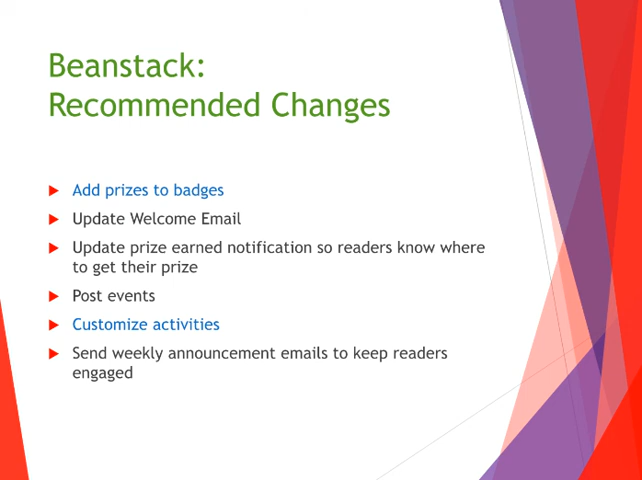 Beanstack:
Recommended Changes
Add prizes to badges
Update Welcome Email
Update prize earned notification so readers know where
to get their prize
Post events
Customize activities
Send weekly announcement emails to keep readers
engaged